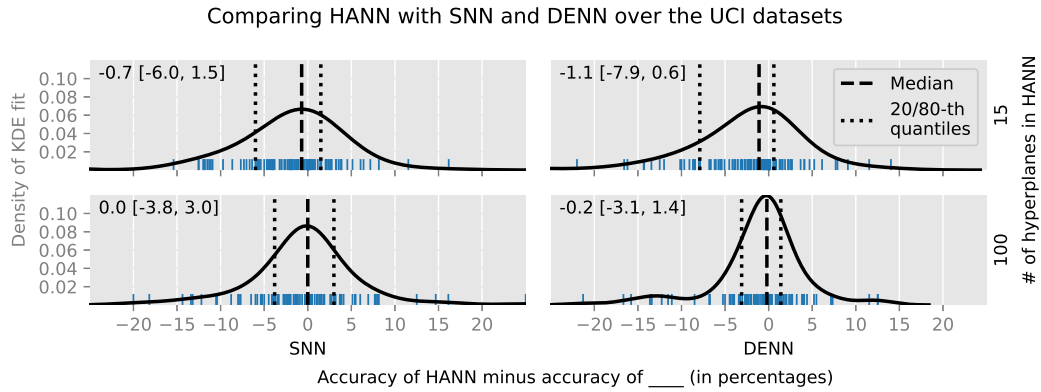 Comparing HANN with SNN and DENN over the UCI datasets
Density of KDE fit
0.10
0.08
0.06
0.04
0.02
-0.7 [-6.0, 1.5]
-1.1 [-7.9, 0.6]
Median
20/80-th
quantiles
15
0.10
0.08
0.06
0.04
0.02
0.0 [-3.8, 3.0]
-0.2 [-3.1, 1.4]
100
# of hyperplanes in HANN
−20 −15 −10 −5 0 5 10 15 20
−20 −15 −10 −5 0 5 10 15 20
SNN
DENN
Accuracy of HANN minus accuracy of ____ (in percentages)